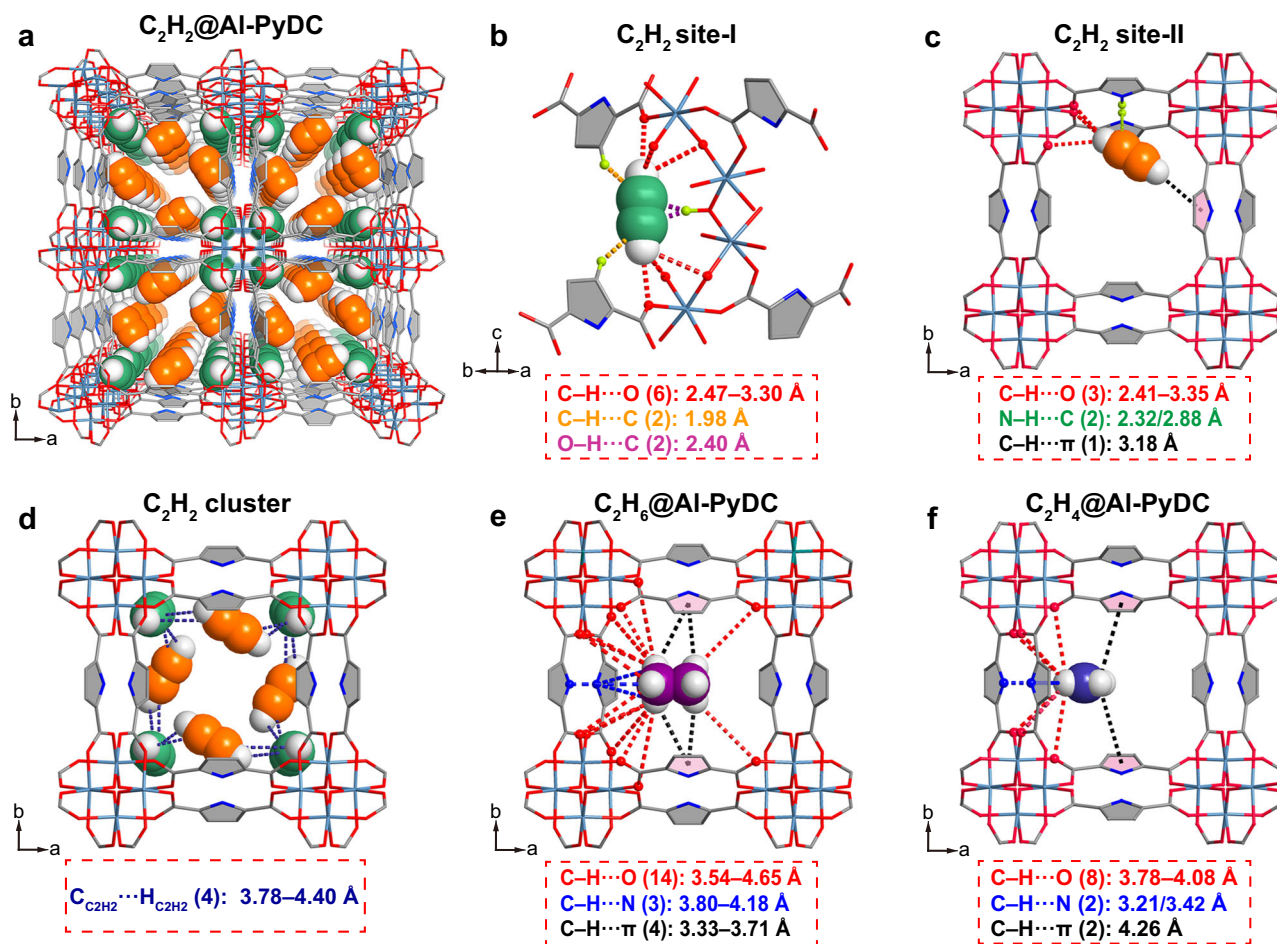 a
C₂H₂@Al-PyDC
b
a
b
C₂H₂ site-I
c
b
a
C–H···O (6): 2.47–3.30 Å
C–H···C (2): 1.98 Å
O–H···C (2): 2.40 Å
c
C₂H₂ site-II
b
a
C–H···O (3): 2.41–3.35 Å
N–H···C (2): 2.32/2.88 Å
C–H···π (1): 3.18 Å
d
C₂H₂ cluster
b
a
C_C2H2···H_C2H2 (4): 3.78–4.40 Å
e
C₂H₆@Al-PyDC
b
a
C–H···O (14): 3.54–4.65 Å
C–H···N (3): 3.80–4.18 Å
C–H···π (4): 3.33–3.71 Å
f
C₂H₄@Al-PyDC
b
a
C–H···O (8): 3.78–4.08 Å
C–H···N (2): 3.21/3.42 Å
C–H···π (2): 4.26 Å